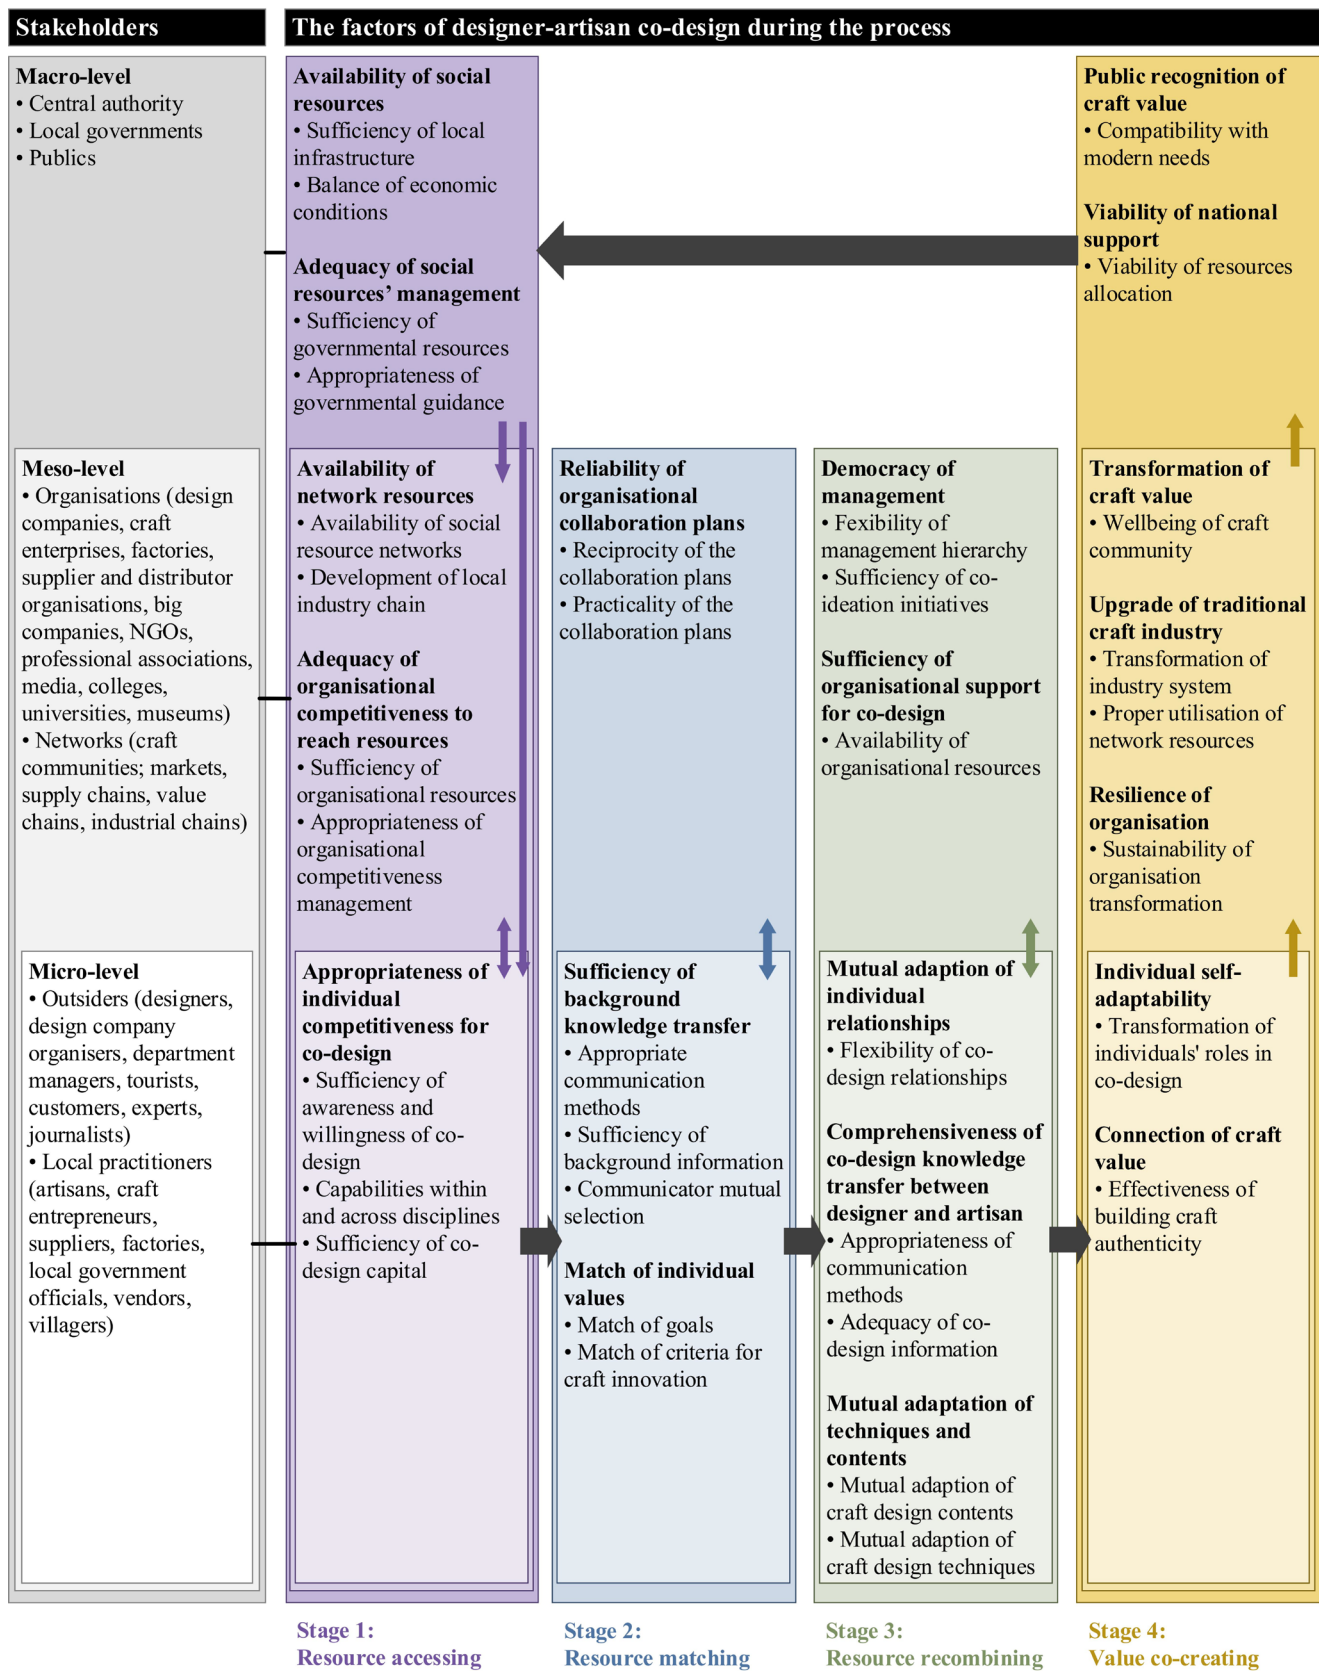 Stakeholders
The factors of designer-artisan co-design during the process
Macro-level
• Central authority
• Local governments
• Publics
Availability of social
resources
• Sufficiency of local
infrastructure
• Balance of economic
conditions
Adequacy of social
resources’ management
• Sufficiency of
governmental resources
• Appropriateness of
governmental guidance
Public recognition of
craft value
• Compatibility with
modern needs
Viability of national
support
• Viability of resources
allocation
Meso-level
• Organisations (design
companies, craft
enterprises, factories,
supplier and distributor
organisations, big
companies, NGOs,
professional associations,
media, colleges,
universities, museums)
• Networks (craft
communities; markets,
supply chains, value
chains, industrial chains)
Availability of
network resources
• Availability of social
resource networks
• Development of local
industry chain
Adequacy of
organisational
competitiveness to
reach resources
• Sufficiency of
organisational resources
• Appropriateness of
organisational
competitiveness
management
Reliability of
organisational
collaboration plans
• Reciprocity of the
collaboration plans
• Practicality of the
collaboration plans
Democracy of
management
• Fexibility of
management hierarchy
• Sufficiency of co-
ideation initiatives
Sufficiency of
organisational support
for co-design
• Availability of
organisational resources
Transformation of
craft value
• Wellbeing of craft
community
Upgrade of traditional
craft industry
• Transformation of
industry system
• Proper utilisation of
network resources
Resilience of
organisation
• Sustainability of
organisation
transformation
Micro-level
• Outsiders (designers,
design company
organisers, department
managers, tourists,
customers, experts,
journalists)
• Local practitioners
(artisans, craft
entrepreneurs,
suppliers, factories,
local government
officials, vendors,
villagers)
Appropriateness of
individual
competitiveness for
co-design
• Sufficiency of
awareness and
willingness of co-
design
• Capabilities within
and across disciplines
• Sufficiency of co-
design capital
Sufficiency of
background
knowledge transfer
• Appropriate
communication
methods
• Sufficiency of
background information
• Communicator mutual
selection
Match of individual
values
• Match of goals
• Match of criteria for
craft innovation
Mutual adaption of
individual
relationships
• Flexibility of co-
design relationships
Comprehensiveness of
co-design knowledge
transfer between
designer and artisan
• Appropriateness of
communication
methods
• Adequacy of co-
design information
Mutual adaptation of
techniques and
contents
• Mutual adaption of
craft design contents
• Mutual adaption of
craft design techniques
Individual self-
adaptability
• Transformation of
individuals' roles in
co-design
Connection of craft
value
• Effectiveness of
building craft
authenticity
Stage 1:
Resource accessing
Stage 2:
Resource matching
Stage 3:
Resource recombining
Stage 4:
Value co-creating